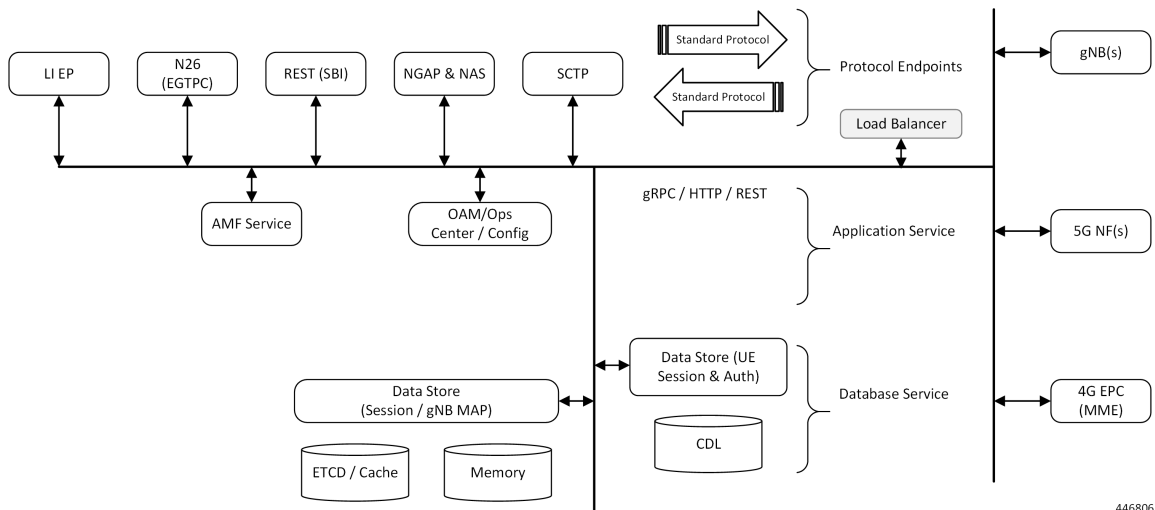 Standard Protocol
gNB(s)
LI EP
N26
(EGTPC)
REST (SBI)
NGAP & NAS
SCTP
Protocol Endpoints
Standard Protocol
Load Balancer
gRPC / HTTP / REST
AMF Service
OAM/Ops
Center / Config
Application Service
5G NF(s)
Data Store (UE
Session & Auth)
Data Store
(Session / gNB MAP)
Database Service
4G EPC
(MME)
CDL
ETCD / Cache
Memory
446806